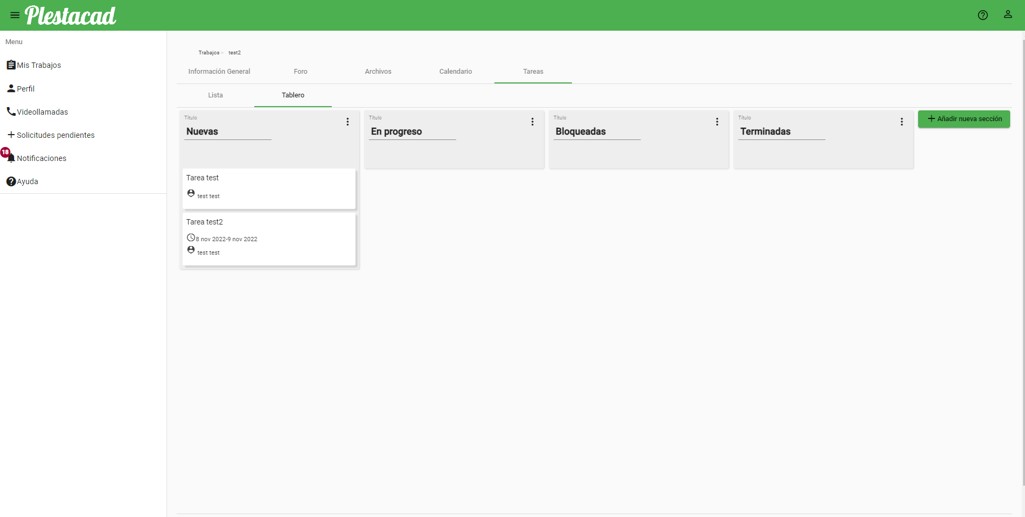 Plestacad
Menu
Mis Trabajos
Perfil
Videollamadas
Solicitudes pendientes
18
Notificaciones
Ayuda
Trabajos test2
Información General Foro Archivos Calendario Tareas
Lista Tablero
Título
Nuevas
Tarea test
test test
Tarea test2
8 nov 2022-9 nov 2022
test test
Título
En progreso
Título
Bloqueadas
Título
Terminadas
Añadir nueva sección